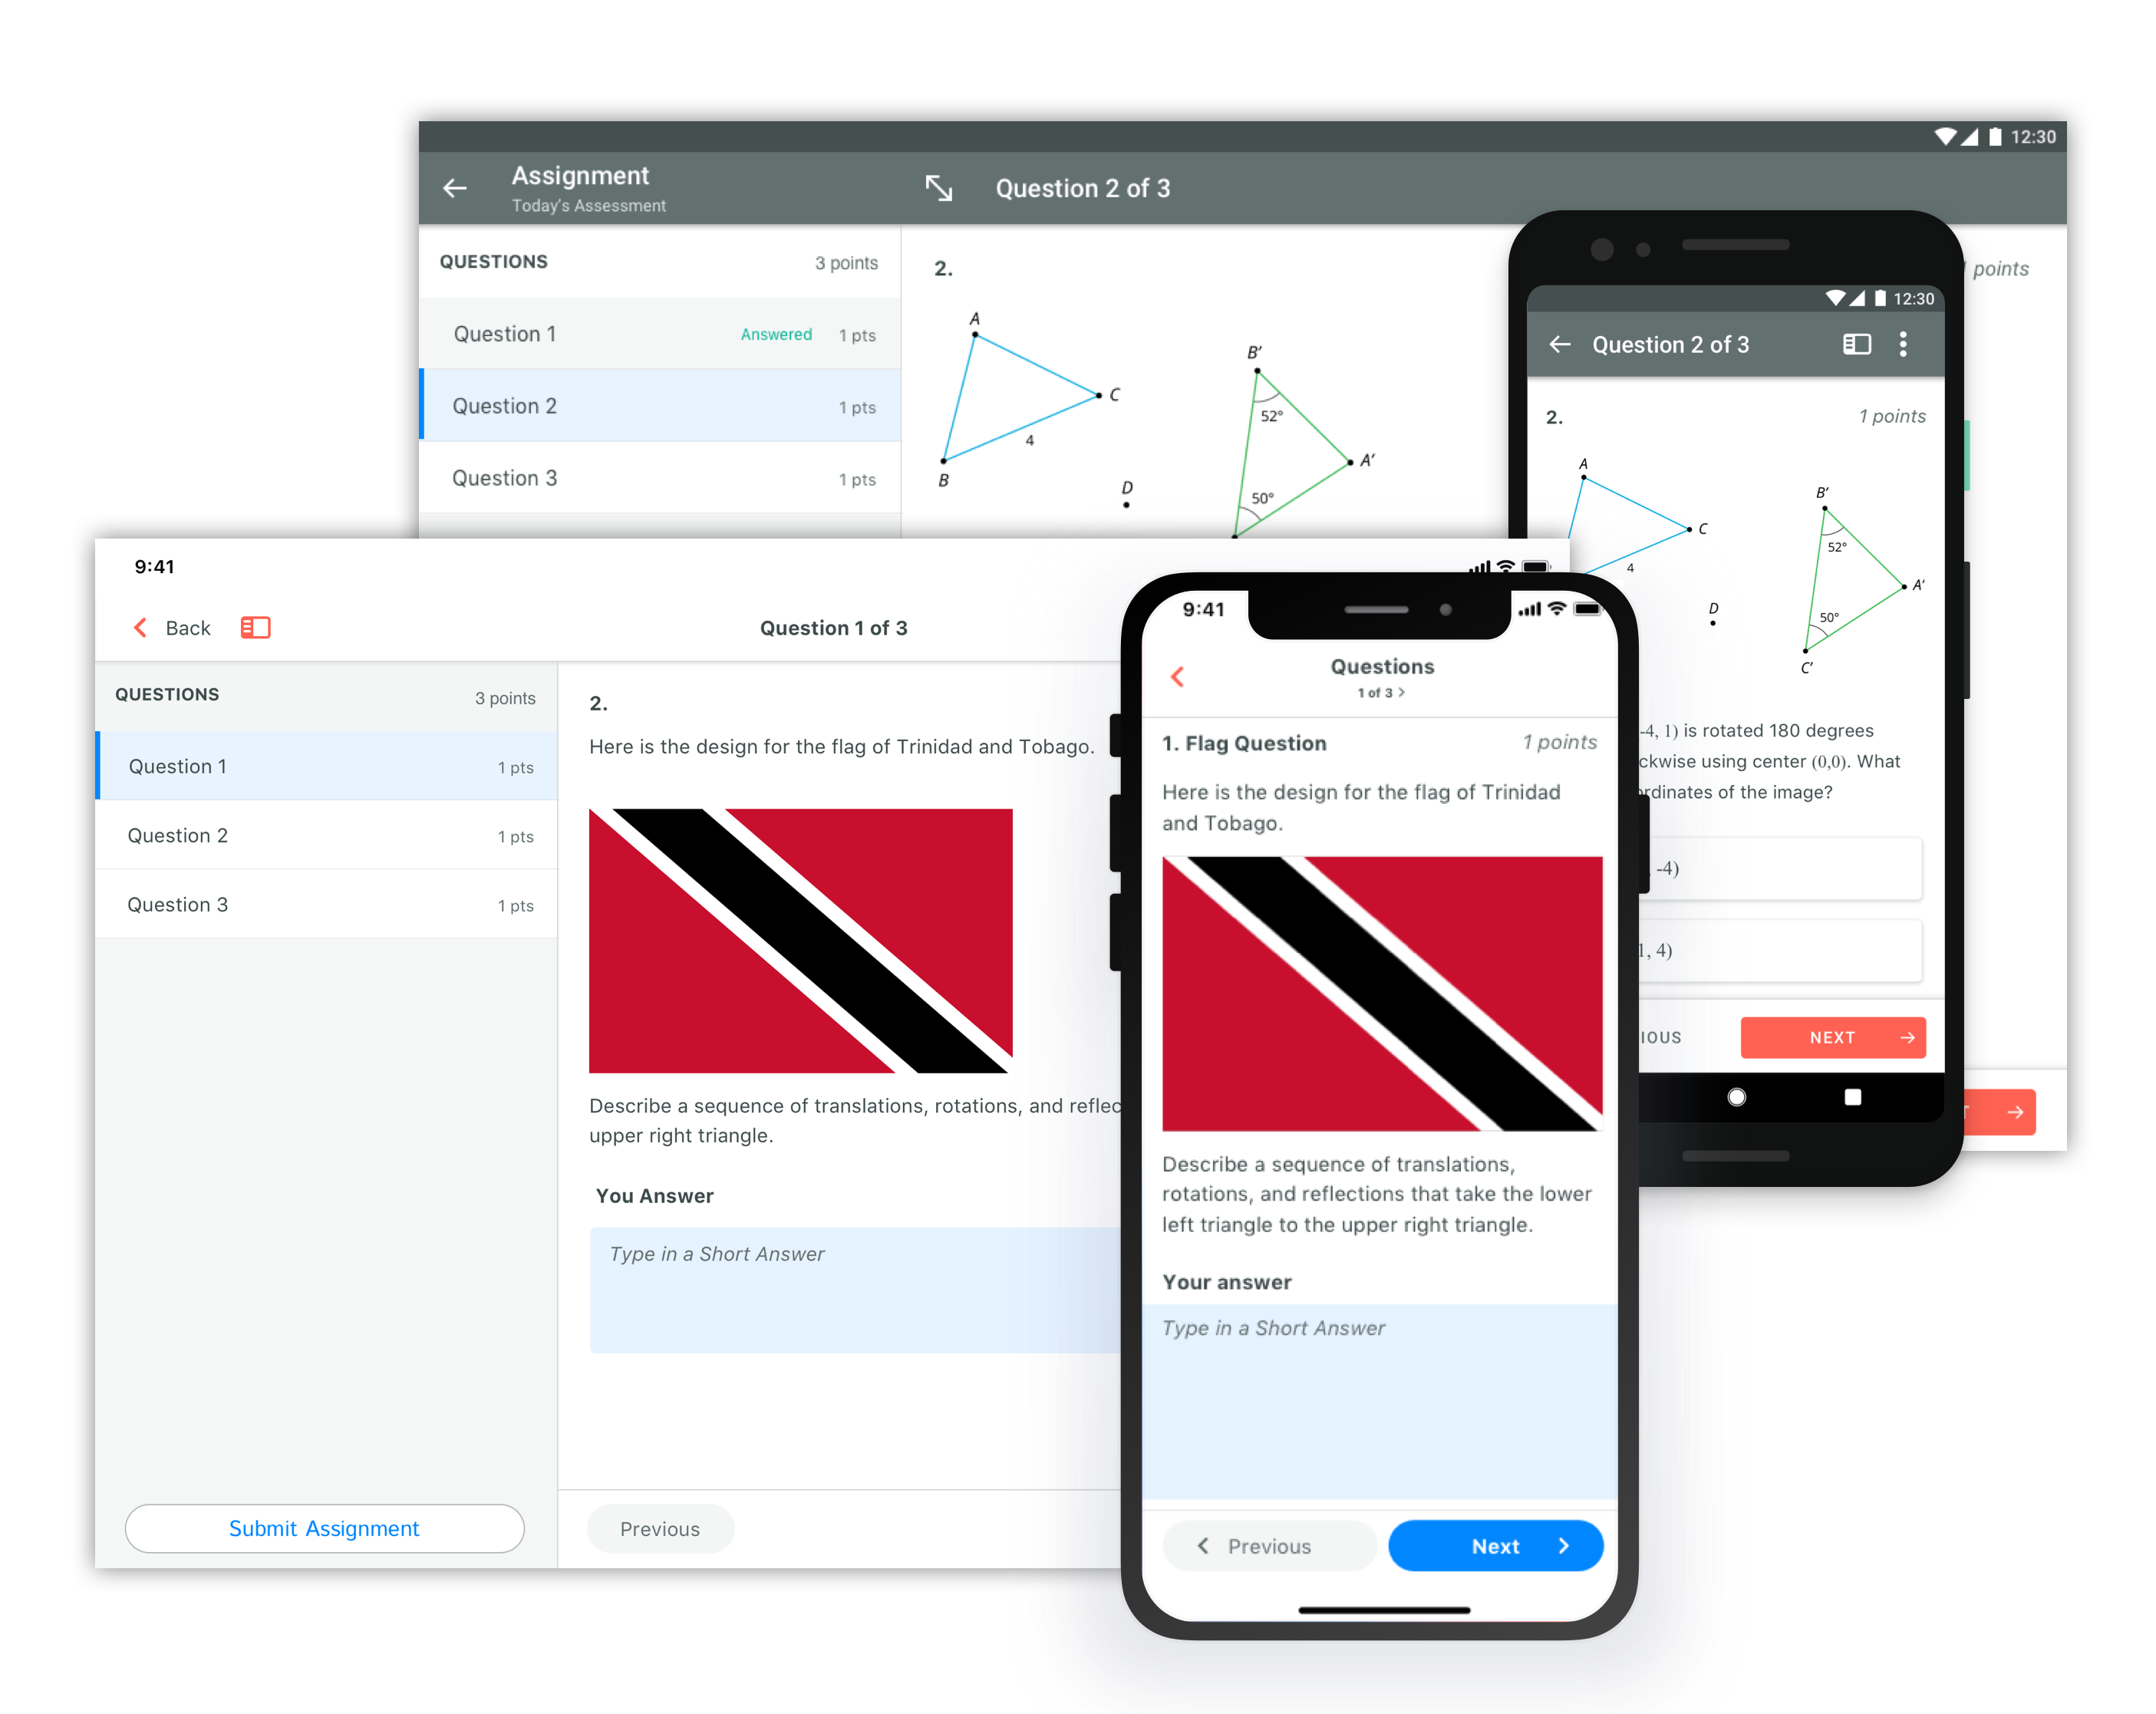 12:30
Assignment
Today's Assessment
Question 2 of 3
QUESTIONS 3 points
Question 1 Answered 1 pts
Question 2 1 pts
Question 3 1 pts
2.
points
A
C
4
B
D
B'
52°
A'
50°
12:30
Question 2 of 3
2. 1 points
A
C
4
D
B'
52°
A'
50°
C'
-4, 1) is rotated 180 degrees
ckwise using center (0,0). What
ordinates of the image?
, -4)
1, 4)
IOUS
NEXT
9:41
Back
Question 1 of 3
QUESTIONS 3 points
Question 1 1 pts
Question 2 1 pts
Question 3 1 pts
Submit Assignment
2.
Here is the design for the flag of Trinidad and Tobago.
Describe a sequence of translations, rotations, and reflec
upper right triangle.
You Answer
Type in a Short Answer
Previous
9:41
Questions
1 of 3 >
1. Flag Question 1 points
Here is the design for the flag of Trinidad
and Tobago.
Describe a sequence of translations,
rotations, and reflections that take the lower
left triangle to the upper right triangle.
Your answer
Type in a Short Answer
Previous
Next